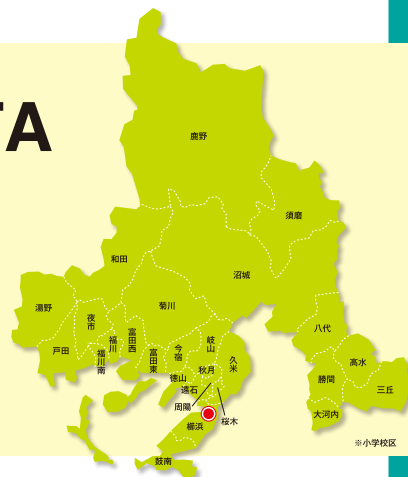 TA
鹿野
須磨
和田
沼城
湯野
菊川
夜市
八代
戸田
福川
富田西
福川南
富田東
今宿
岐山
久米
高水
勝間
三丘
徳山
秋月
遠石
周陽
桜木
大河内
櫛浜
鼓南
※小学校区